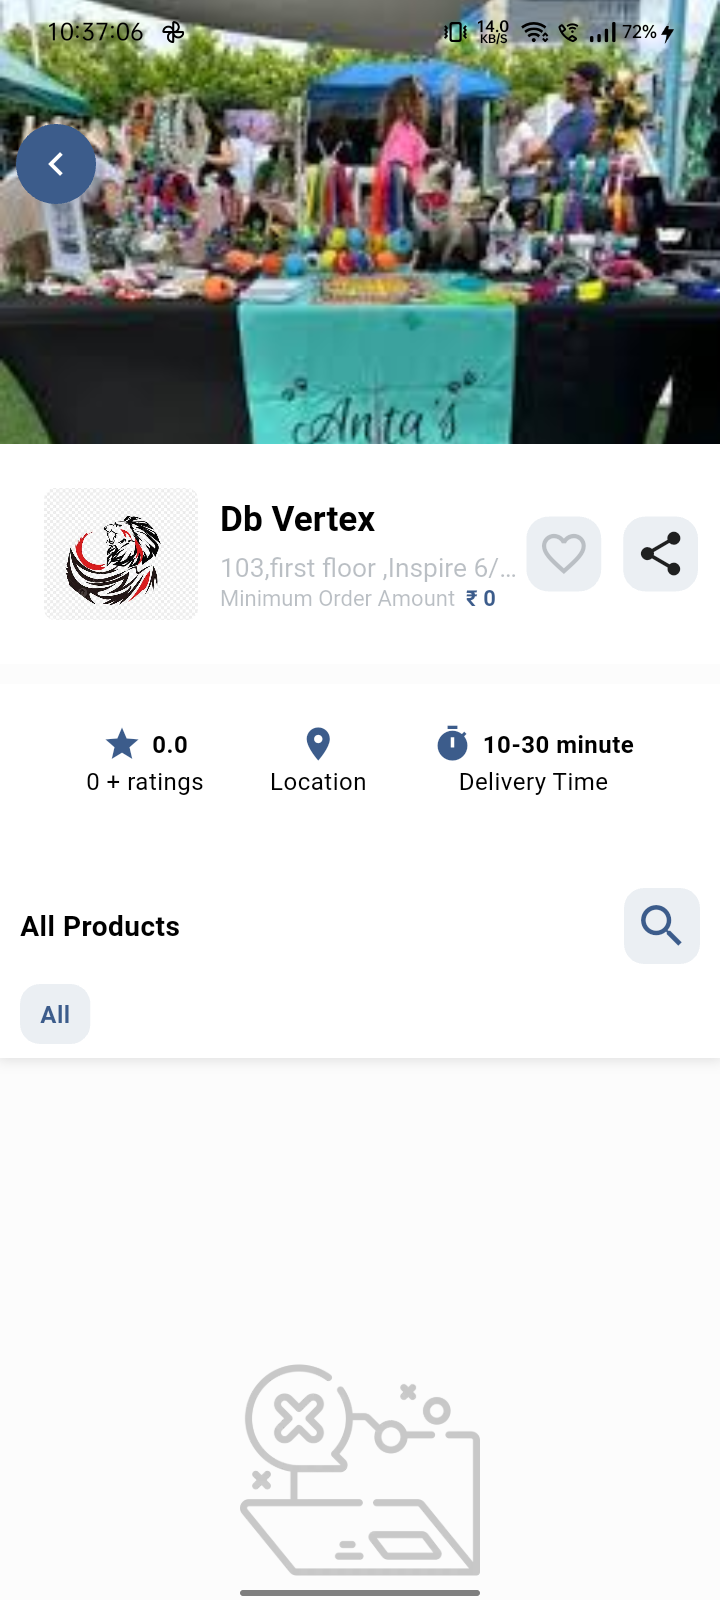 10:37:06 14.0 KB/S 72%
Anita's
Db Vertex
103,first floor ,Inspire 6/...
Minimum Order Amount ₹ 0
0.0 10-30 minute
0 + ratings Location Delivery Time
All Products
All